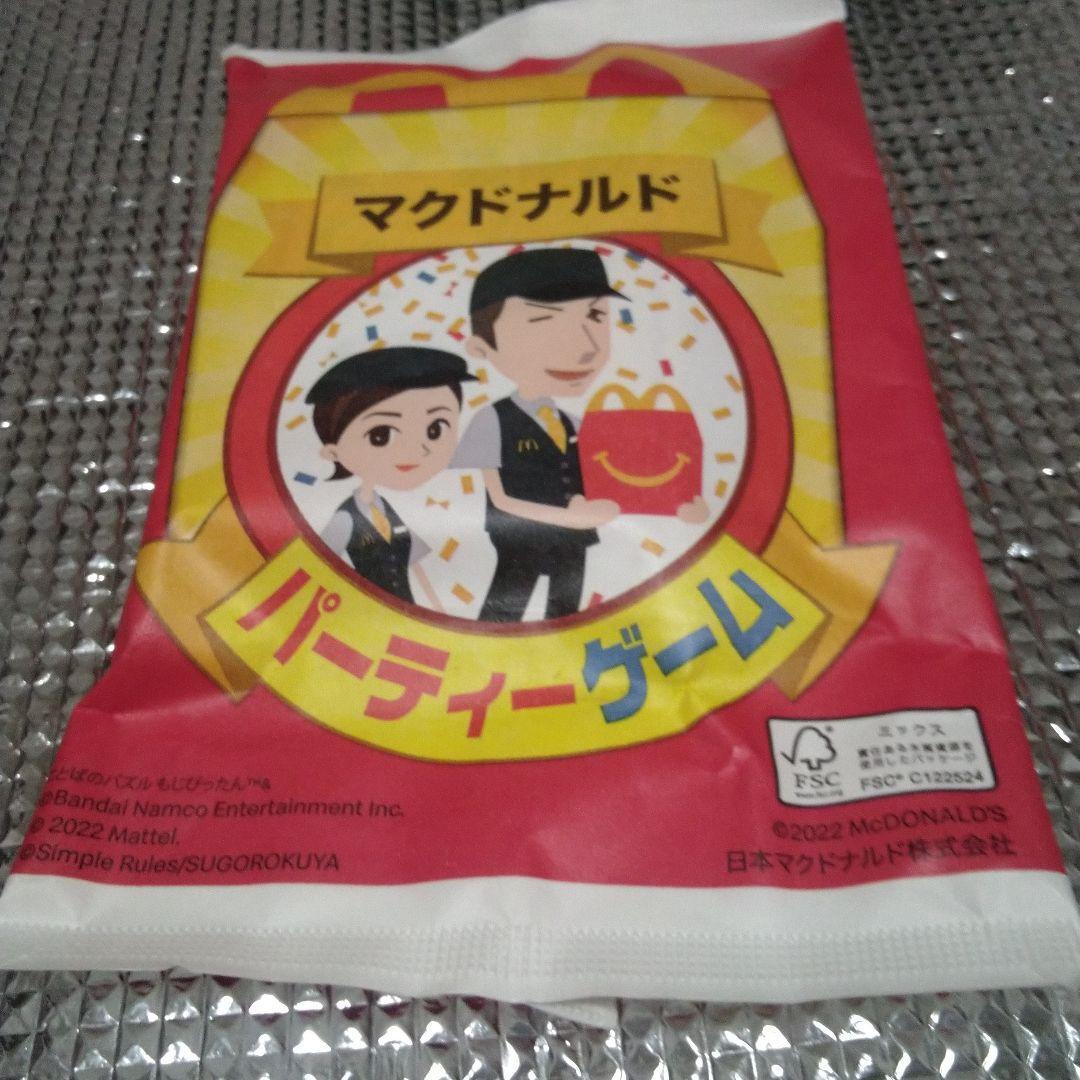 マクドナルド
パーティーゲーム
ことばのパズル もじぴったん™&
©Bandai Namco Entertainment Inc.
© 2022 Mattel.
©Simple Rules/SUGOROKUYA
FSC®
www.fsc.org
ミックス
責任ある木質資源を
使用したパッケージ
FSC® C122524
©2022 McDONALD'S
日本マクドナルド株式会社